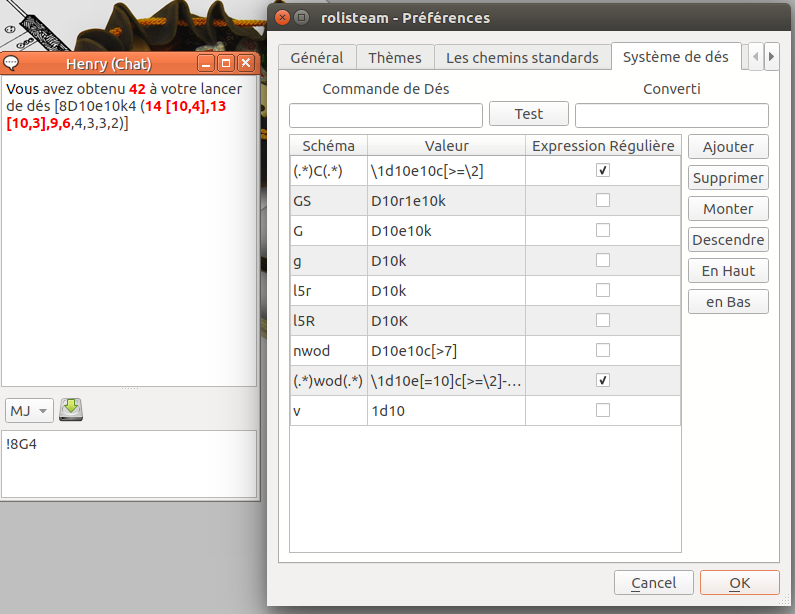 Henry (Chat)
Vous avez obtenu 42 à votre lancer
de dés [8D10e10k4 (14 [10,4],13
[10,3],9,6,4,3,3,2)]
MJ
!8G4
rolisteam - Préférences
Général Thèmes Les chemins standards Système de dés
Commande de Dés Converti
Test
Schéma Valeur Expression Régulière
(.*)C(.*) \1d10e10c[>=\2]
GS D10r1e10k
G D10e10k
g D10k
l5r D10k
l5R D10K
nwod D10e10c[>7]
(.*)wod(.*) \1d10e[=10]c[>=\2]-...
v 1d10
Ajouter
Supprimer
Monter
Descendre
En Haut
en Bas
Cancel OK